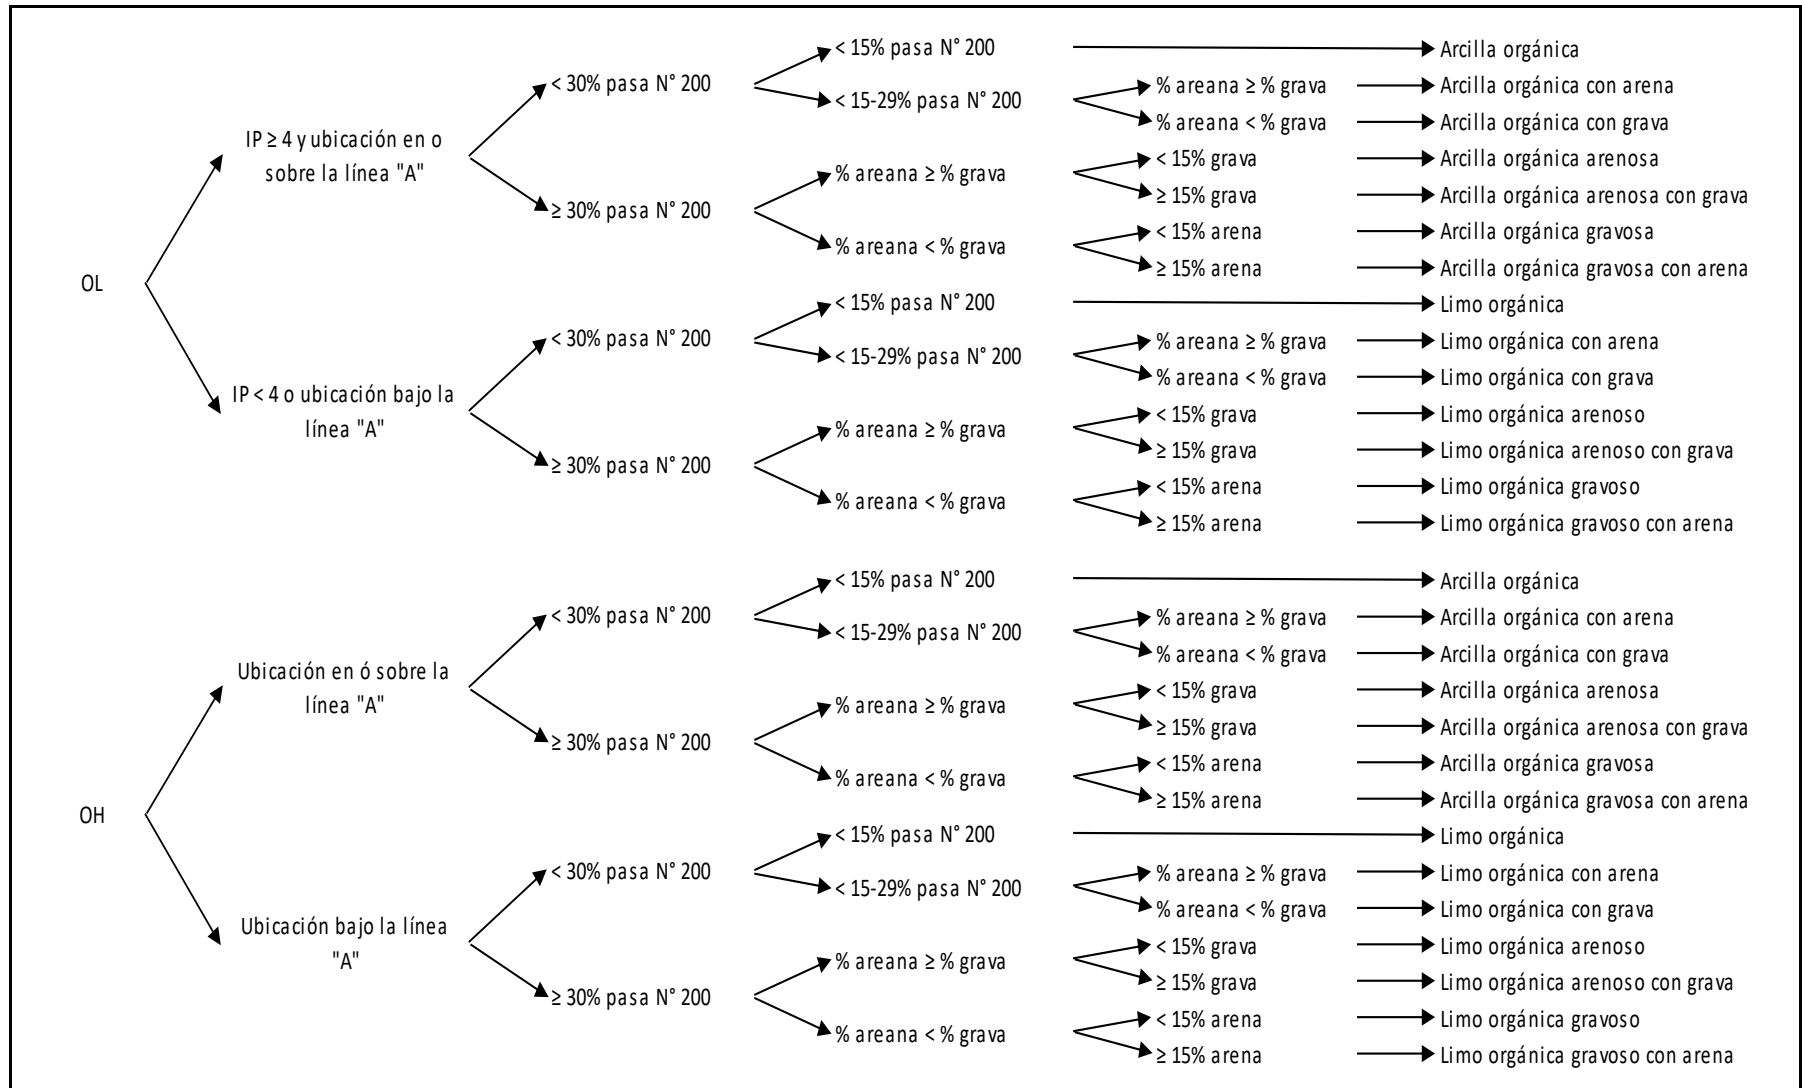 < 15% pasa N° 200 Arcilla orgánica
< 30% pasa N° 200
< 15-29% pasa N° 200 % areana ≥ % grava Arcilla orgánica con arena
% areana < % grava Arcilla orgánica con grava
IP ≥ 4 y ubicación en o
sobre la línea "A"
% areana ≥ % grava < 15% grava Arcilla orgánica arenosa
≥ 15% grava Arcilla orgánica arenosa con grava
≥ 30% pasa N° 200
% areana < % grava < 15% arena Arcilla orgánica gravosa
≥ 15% arena Arcilla orgánica gravosa con arena
OL
< 15% pasa N° 200 Limo orgánica
< 30% pasa N° 200
< 15-29% pasa N° 200 % areana ≥ % grava Limo orgánica con arena
% areana < % grava Limo orgánica con grava
IP < 4 o ubicación bajo la
línea "A"
% areana ≥ % grava < 15% grava Limo orgánica arenoso
≥ 15% grava Limo orgánica arenoso con grava
≥ 30% pasa N° 200
% areana < % grava < 15% arena Limo orgánica gravoso
≥ 15% arena Limo orgánica gravoso con arena
< 15% pasa N° 200 Arcilla orgánica
< 30% pasa N° 200
< 15-29% pasa N° 200 % areana ≥ % grava Arcilla orgánica con arena
% areana < % grava Arcilla orgánica con grava
Ubicación en ó sobre la
línea "A"
% areana ≥ % grava < 15% grava Arcilla orgánica arenosa
≥ 15% grava Arcilla orgánica arenosa con grava
≥ 30% pasa N° 200
% areana < % grava < 15% arena Arcilla orgánica gravosa
≥ 15% arena Arcilla orgánica gravosa con arena
OH
< 15% pasa N° 200 Limo orgánica
< 30% pasa N° 200
< 15-29% pasa N° 200 % areana ≥ % grava Limo orgánica con arena
% areana < % grava Limo orgánica con grava
Ubicación bajo la línea
"A"
% areana ≥ % grava < 15% grava Limo orgánica arenoso
≥ 15% grava Limo orgánica arenoso con grava
≥ 30% pasa N° 200
% areana < % grava < 15% arena Limo orgánica gravoso
≥ 15% arena Limo orgánica gravoso con arena